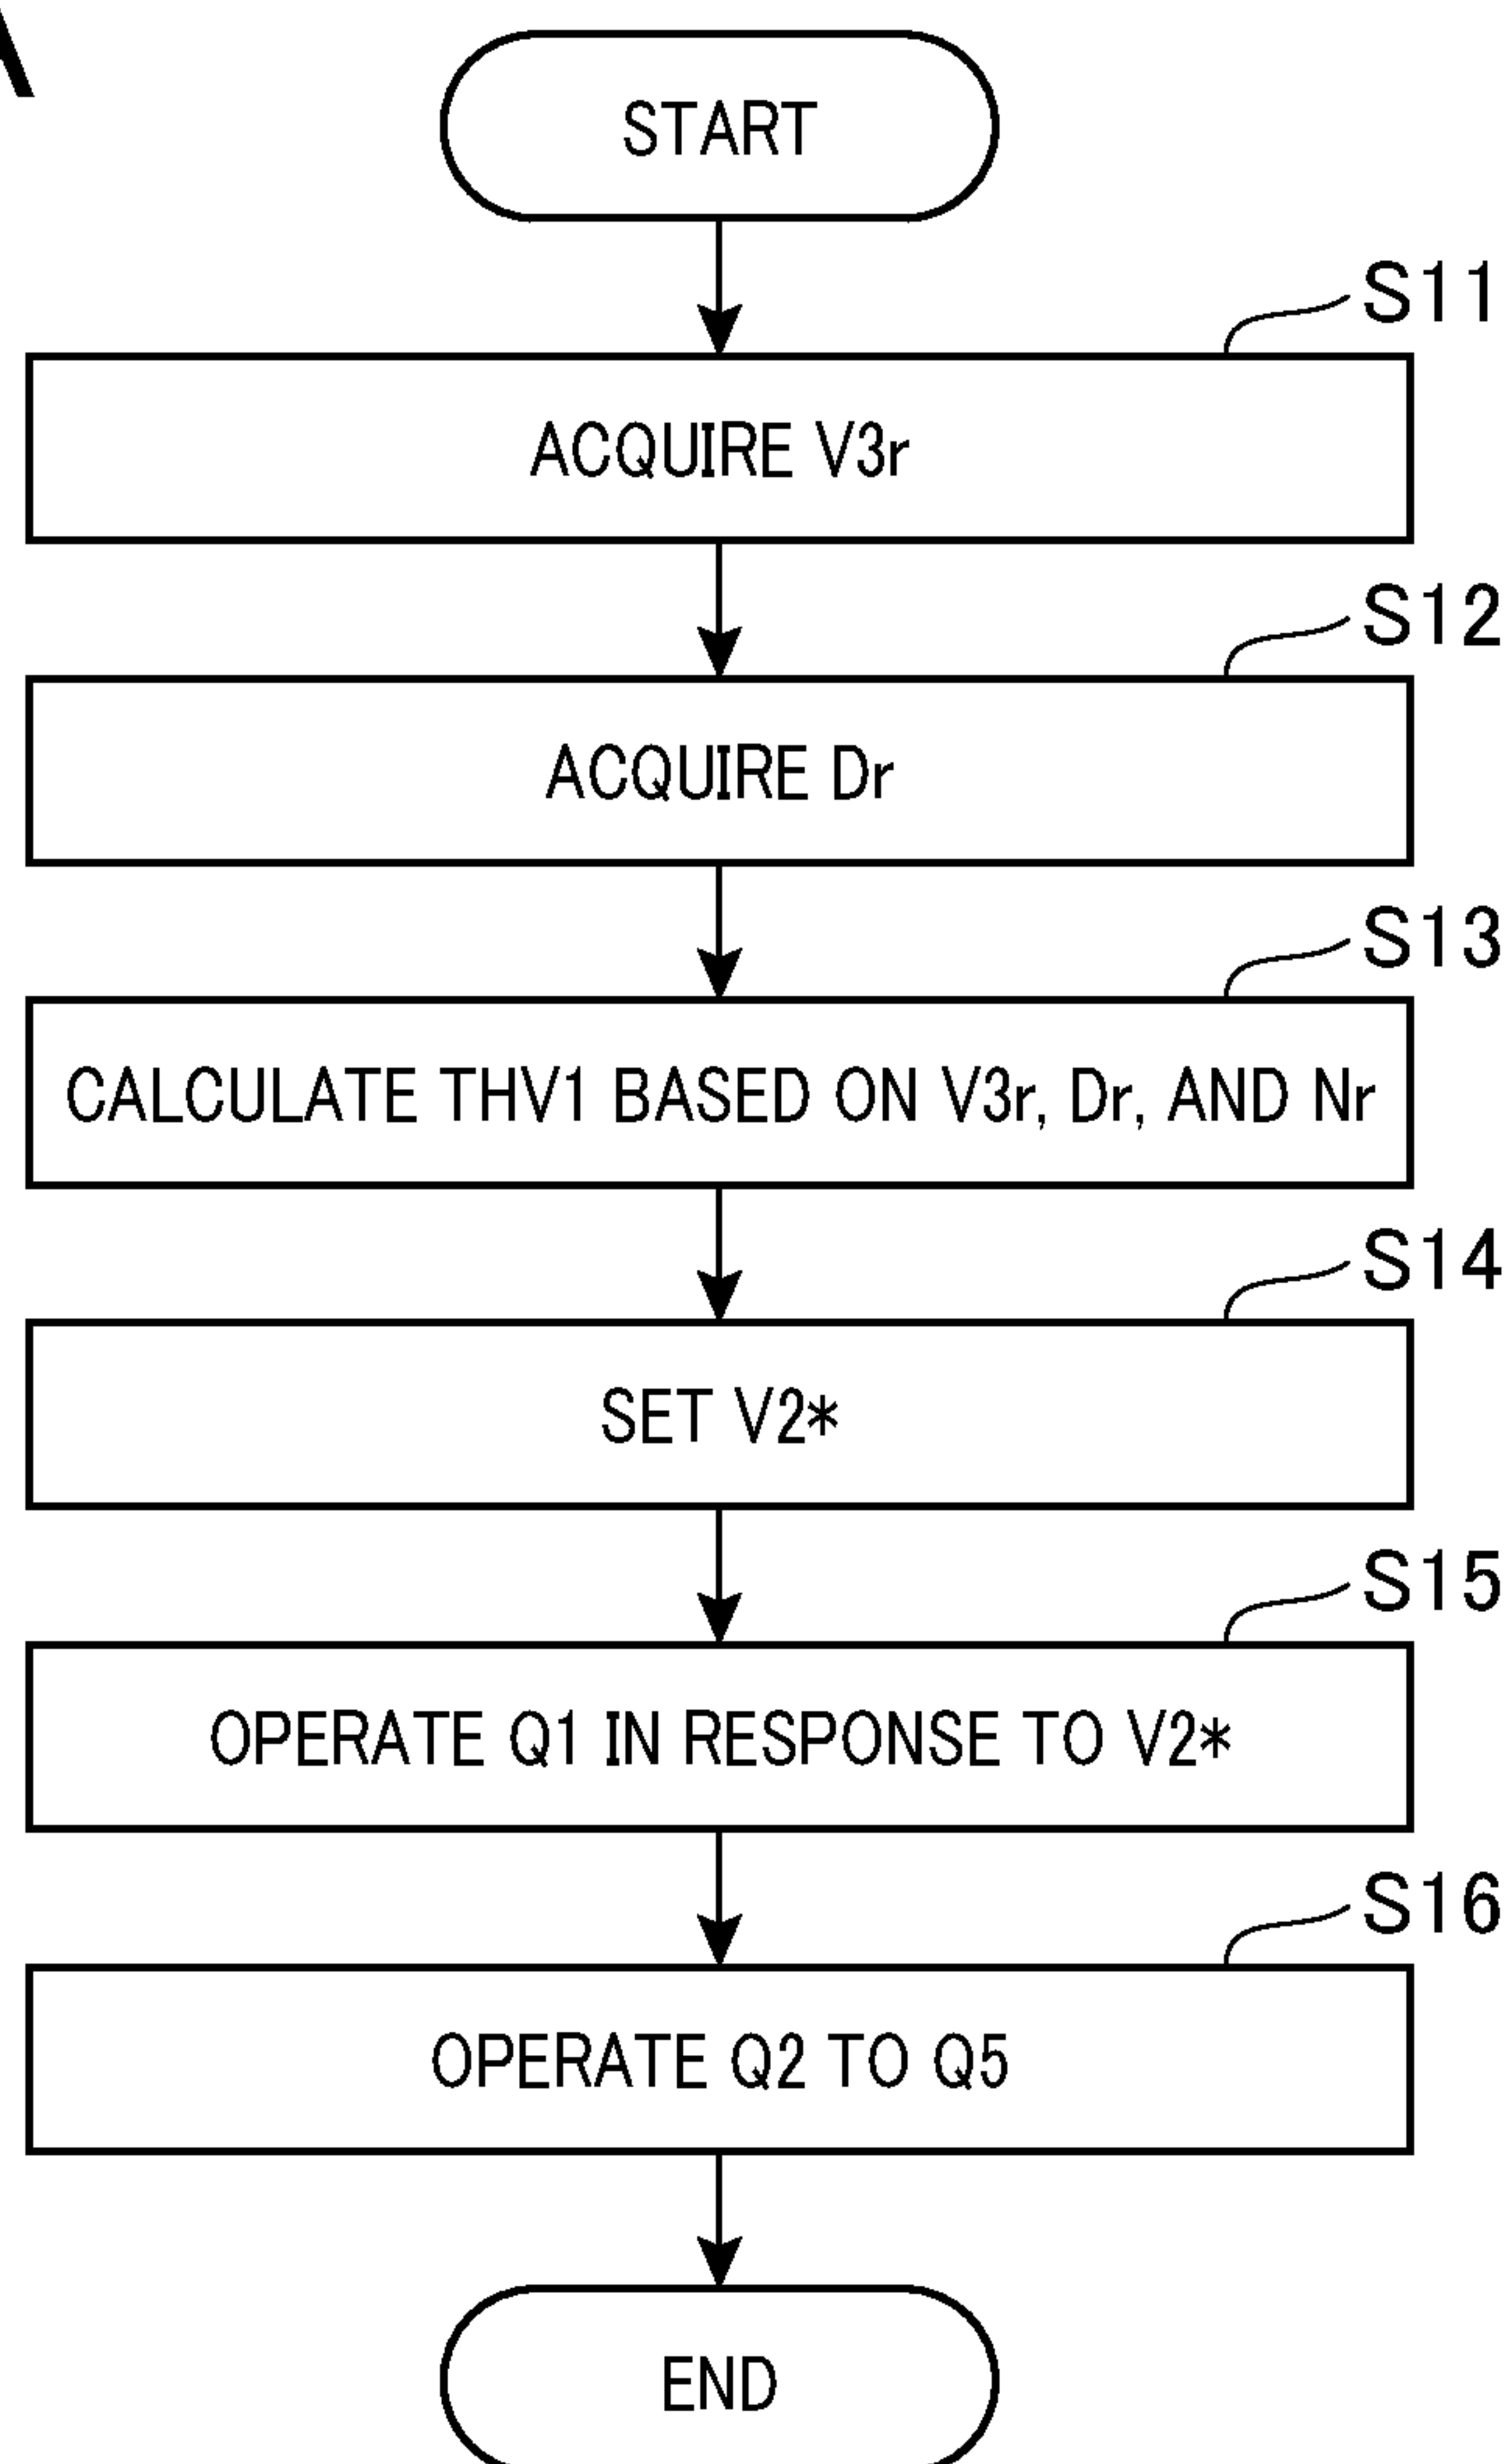 A
START
S11
ACQUIRE V3r
S12
ACQUIRE Dr
S13
CALCULATE THV1 BASED ON V3r, Dr, AND Nr
S14
SET V2*
S15
OPERATE Q1 IN RESPONSE TO V2*
S16
OPERATE Q2 TO Q5
END